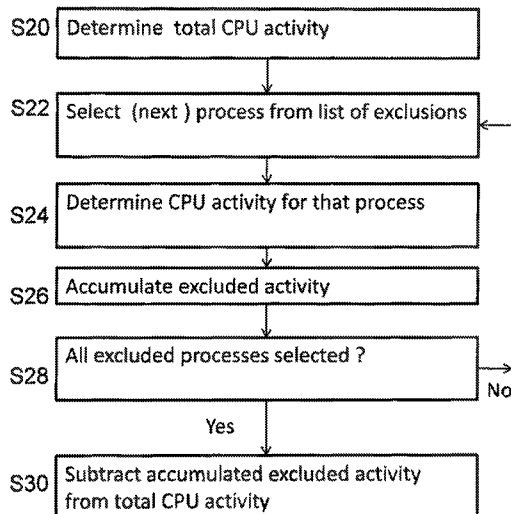 S20 Determine total CPU activity
S22 Select (next ) process from list of exclusions
S24 Determine CPU activity for that process
S26 Accumulate excluded activity
S28 All excluded processes selected ?
No
Yes
S30 Subtract accumulated excluded activity
from total CPU activity